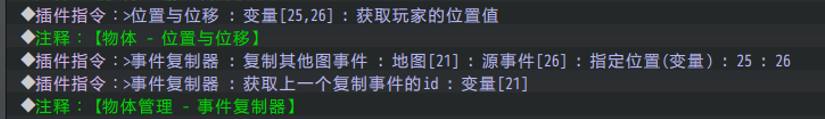 ◆插件指令:>位置与位移 : 变量[25,26] : 获取玩家的位置值
◆注释:【物体 - 位置与位移】
◆插件指令:>事件复制器 : 复制其他图事件 : 地图[21] : 源事件[26] : 指定位置(变量) : 25 : 26
◆插件指令:>事件复制器 : 获取上一个复制事件的id : 变量[21]
◆注释:【物体管理 - 事件复制器】